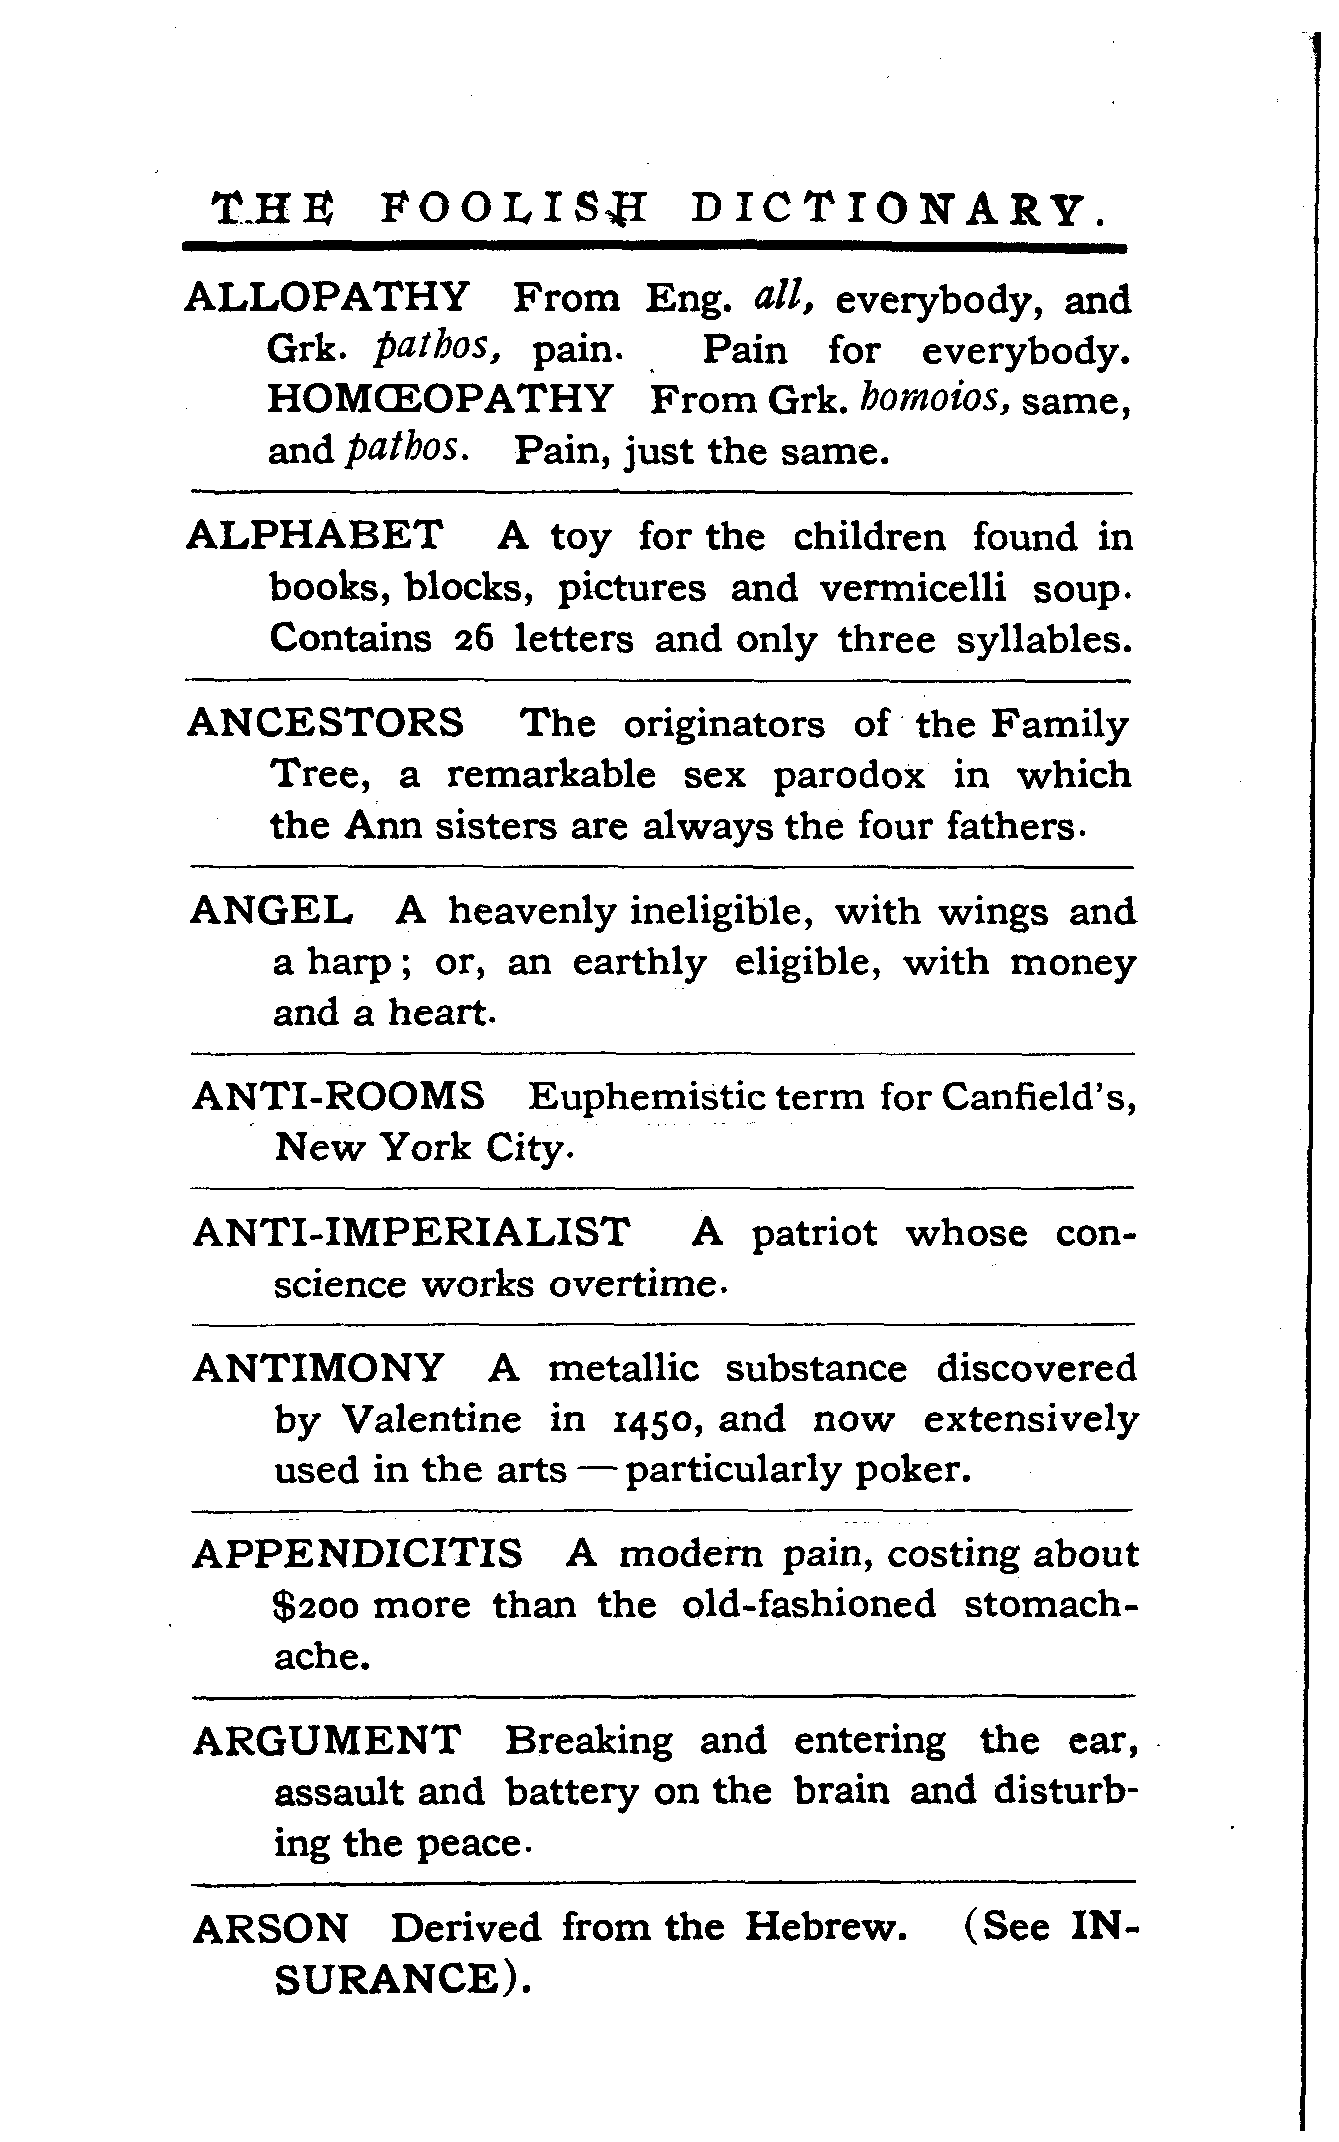 THE FOOLISH DICTIONARY.
ALLOPATHY From Eng. all, everybody, and
Grk. pathos, pain. Pain for everybody.
HOMŒOPATHY From Grk. homoios, same,
and pathos. Pain, just the same.
ALPHABET A toy for the children found in
books, blocks, pictures and vermicelli soup.
Contains 26 letters and only three syllables.
ANCESTORS The originators of the Family
Tree, a remarkable sex parodox in which
the Ann sisters are always the four fathers.
ANGEL A heavenly ineligible, with wings and
a harp; or, an earthly eligible, with money
and a heart.
ANTI-ROOMS Euphemistic term for Canfield's,
New York City.
ANTI-IMPERIALIST A patriot whose con-
science works overtime.
ANTIMONY A metallic substance discovered
by Valentine in 1450, and now extensively
used in the arts — particularly poker.
APPENDICITIS A modern pain, costing about
$200 more than the old-fashioned stomach-
ache.
ARGUMENT Breaking and entering the ear,
assault and battery on the brain and disturb-
ing the peace.
ARSON Derived from the Hebrew. (See IN-
SURANCE).